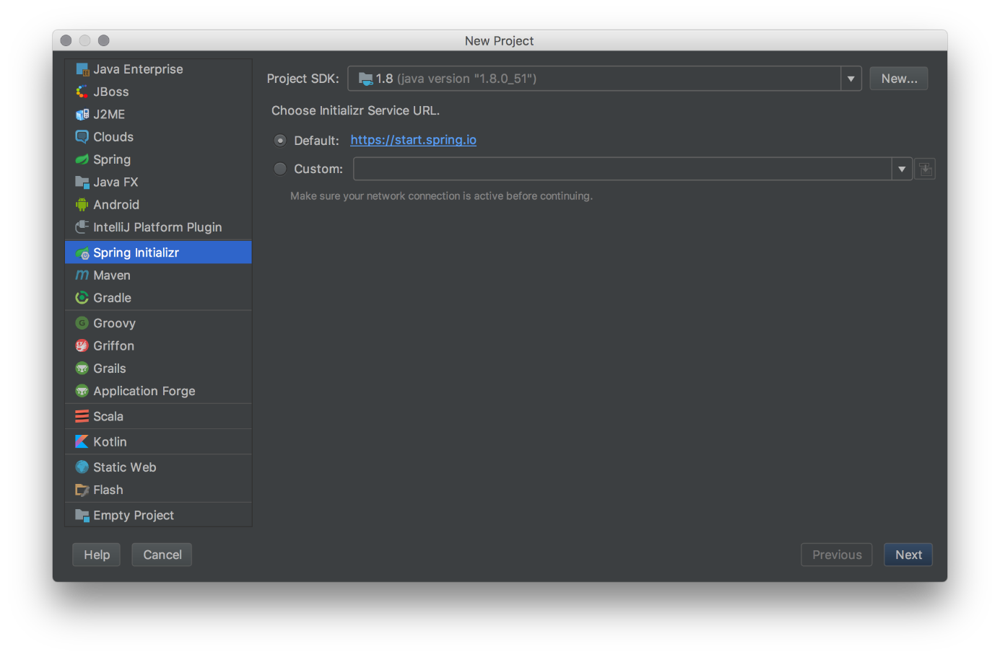 New Project
Java Enterprise
JBoss
J2ME
Clouds
Spring
Java FX
Android
IntelliJ Platform Plugin
Spring Initializr
Maven
Gradle
Groovy
Griffon
Grails
Application Forge
Scala
Kotlin
Static Web
Flash
Empty Project
Project SDK: 1.8 (java version "1.8.0_51") New...
Choose Initializr Service URL.
Default: https://start.spring.io
Custom:
Make sure your network connection is active before continuing.
Help Cancel Previous Next